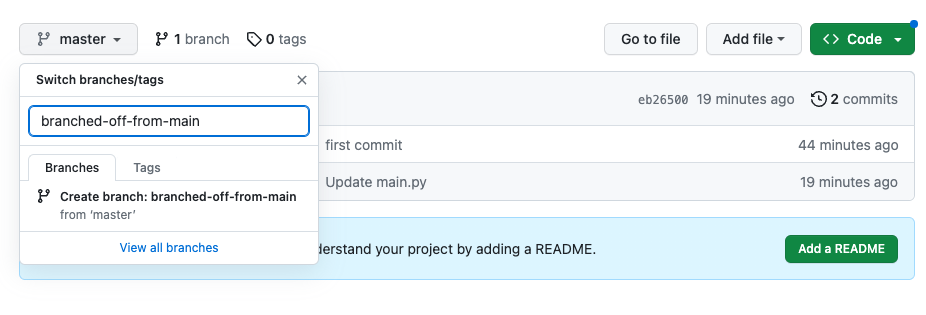 master 1 branch 0 tags Go to file Add file <> Code
Switch branches/tags
branched-off-from-main
eb26500 19 minutes ago 2 commits
first commit 44 minutes ago
Branches Tags
Update main.py 19 minutes ago
Create branch: branched-off-from-main
from ‘master’
View all branches
derstand your project by adding a README. Add a README